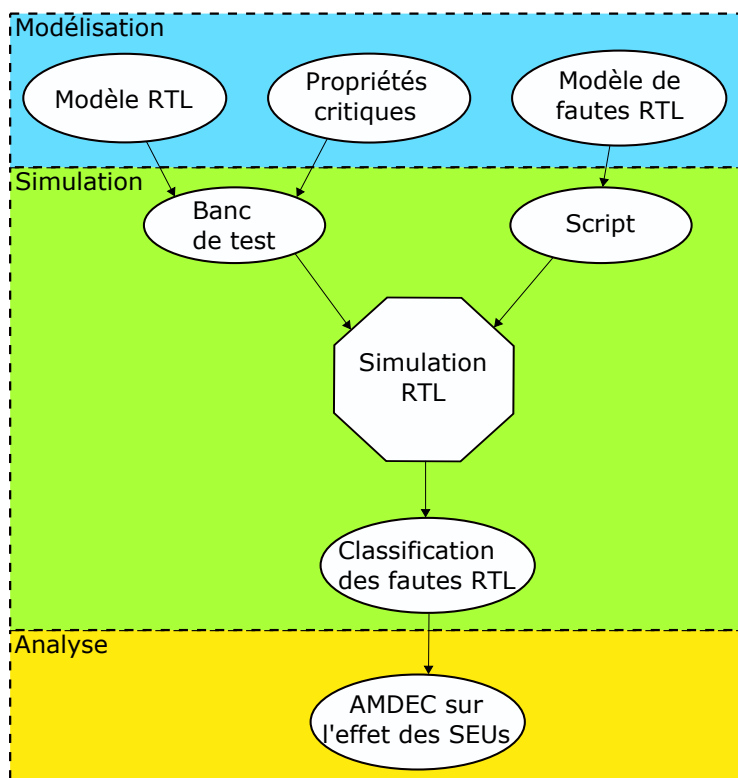 Modélisation
Modèle RTL
Propriétés
critiques
Modèle de
fautes RTL
Simulation
Banc
de test
Script
Simulation
RTL
Classification
des fautes RTL
Analyse
AMDEC sur
l'effet des SEUs